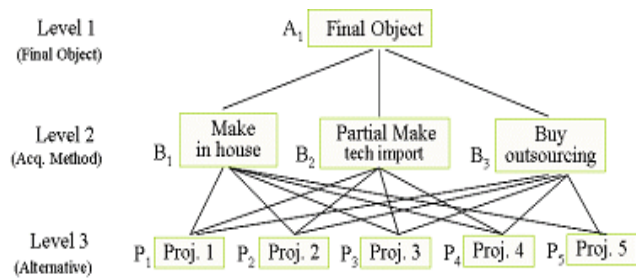 Level 1
(Final Object)
A1 Final Object
Level 2
(Acq. Method)
B1 Make
in house
B2 Partial Make
tech import
B3 Buy
outsourcing
Level 3
(Alternative)
P1 Proj. 1
P2 Proj. 2
P3 Proj. 3
P4 Proj. 4
P5 Proj. 5